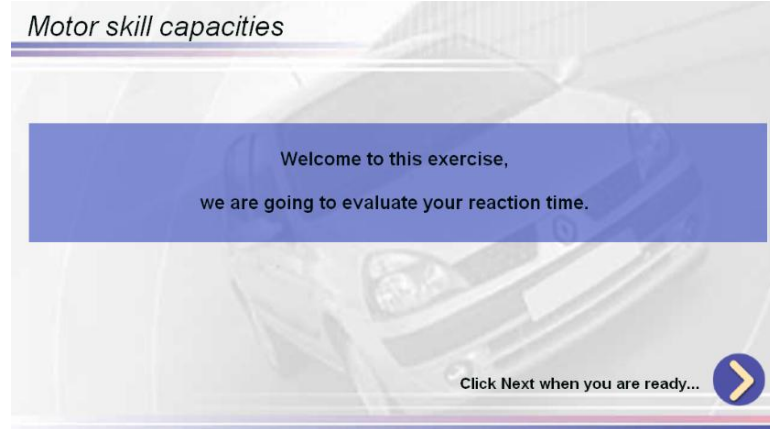 Motor skill capacities
Welcome to this exercise,
we are going to evaluate your reaction time.
Click Next when you are ready...